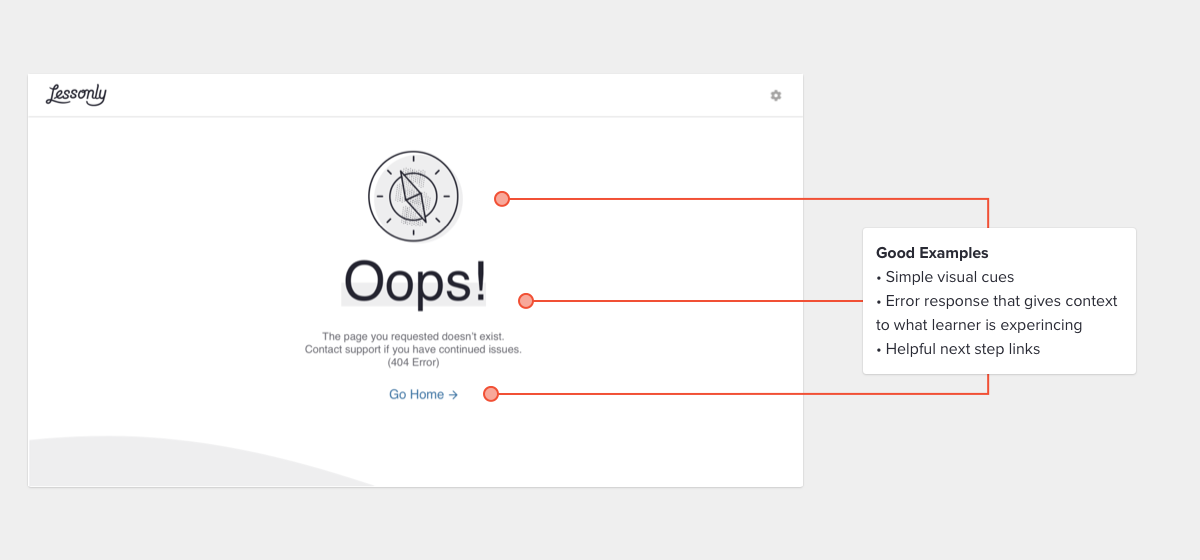 Lessonly
Oops!
The page you requested doesn't exist.
Contact support if you have continued issues.
(404 Error)
Go Home →
Good Examples
• Simple visual cues
• Error response that gives context
to what learner is experincing
• Helpful next step links